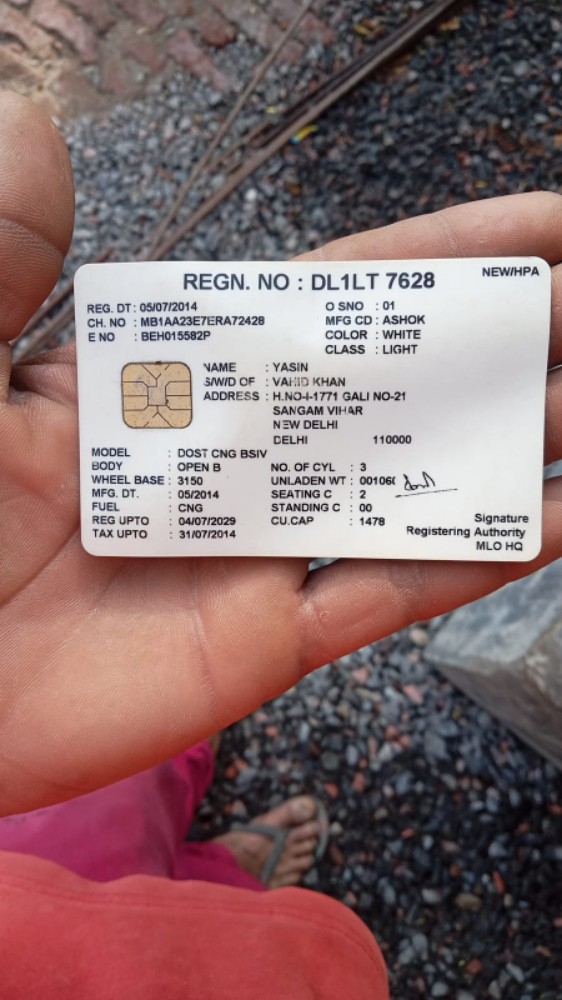 REGN. NO : DL1LT 7628
NEW/HPA
REG. DT : 05/07/2014
O SNO : 01
CH. NO : MB1AA23E7ERA72428
MFG CD : ASHOK
E NO : BEH015582P
COLOR : WHITE
CLASS : LIGHT
NAME : YASIN
S/W/D OF : VAHID KHAN
ADDRESS : H.NO-I-1771 GALI NO-21
SANGAM VIHAR
NEW DELHI
DELHI 110000
MODEL : DOST CNG BSIV
BODY : OPEN B
NO. OF CYL : 3
WHEEL BASE : 3150
UNLADEN WT :
MFG. DT. : 05/2014
SEATING C : 2
FUEL : CNG
STANDING C : 00
REG UPTO : 04/07/2029
CU.CAP : 1478
TAX UPTO : 31/07/2014
Signature
Registering Authority
MLO HQ